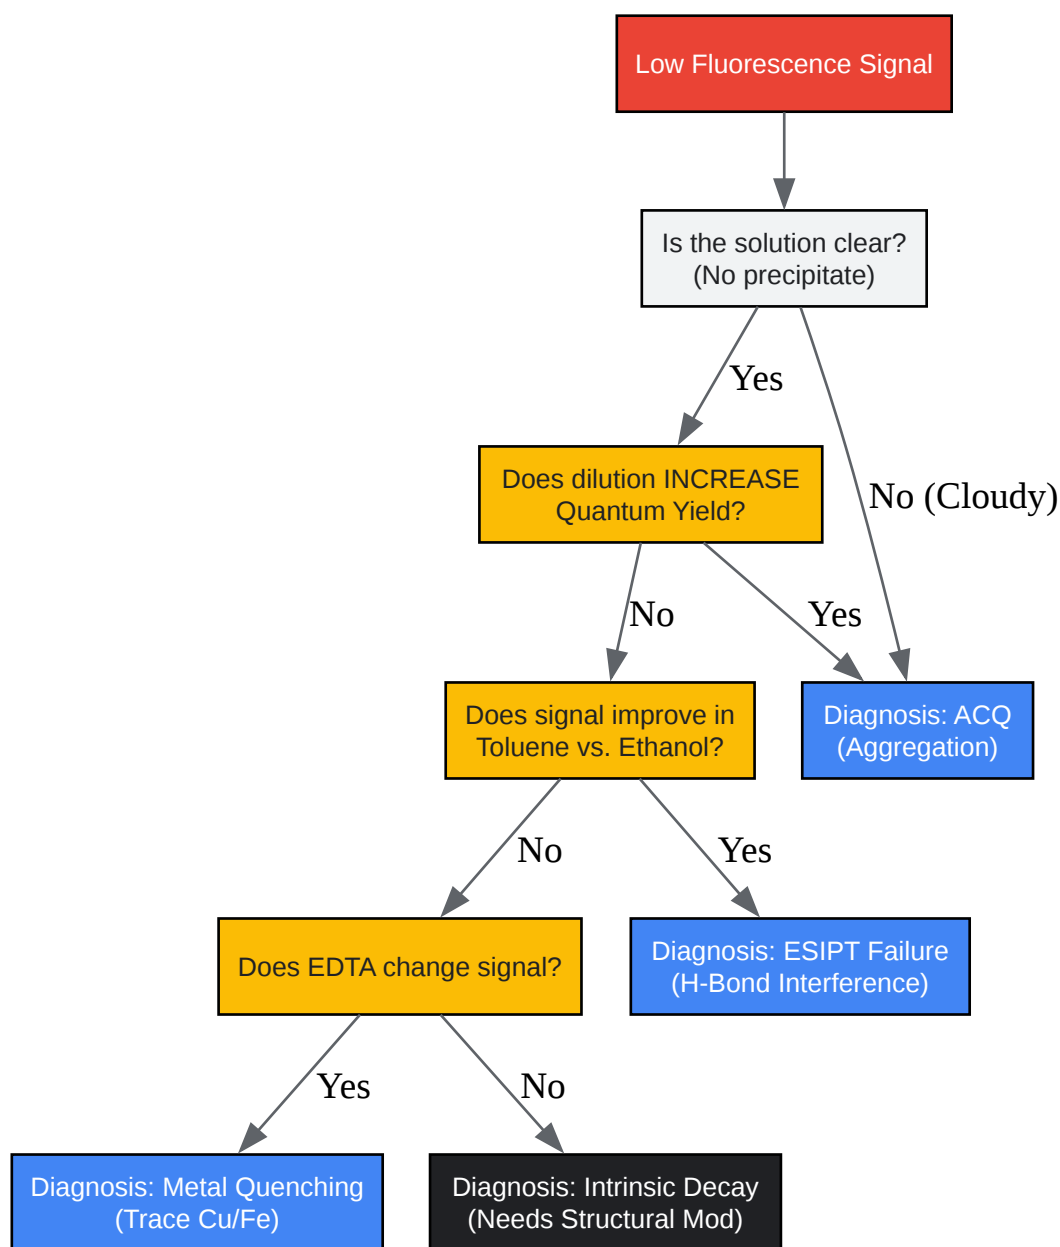 Low Fluorescence Signal
Is the solution clear?
(No precipitate)
Yes
No (Cloudy)
Does dilution INCREASE
Quantum Yield?
No
Yes
Does signal improve in
Toluene vs. Ethanol?
Diagnosis: ACQ
(Aggregation)
No
Yes
Does EDTA change signal?
Diagnosis: ESIPT Failure
(H-Bond Interference)
Yes
No
Diagnosis: Metal Quenching
(Trace Cu/Fe)
Diagnosis: Intrinsic Decay
(Needs Structural Mod)